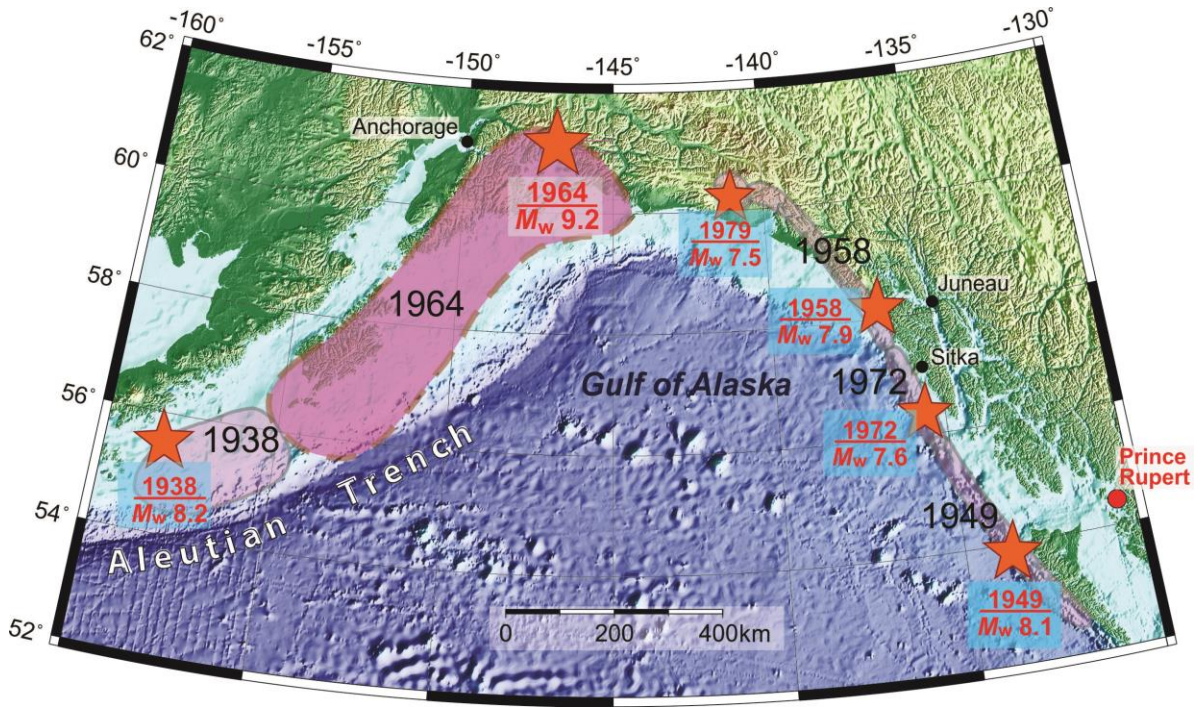 -160°
-155°
-150°
-145°
-140°
-135°
-130°
62°
60°
58°
56°
54°
52°
Anchorage
1964
Mw 9.2
1979
Mw 7.5
1958
1964
1958
Mw 7.9
Juneau
Sitka
Gulf of Alaska
1972
1972
Mw 7.6
1938
1938
Mw 8.2
Aleutian Trench
Prince
Rupert
1949
1949
Mw 8.1
0 200 400km